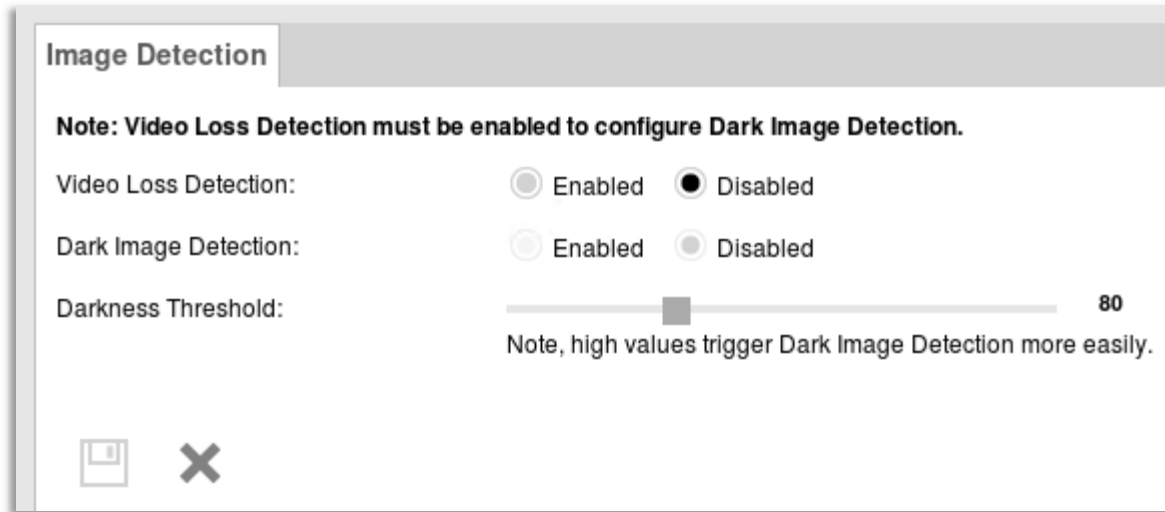 Image Detection
Note: Video Loss Detection must be enabled to configure Dark Image Detection.
Video Loss Detection: Enabled Disabled
Dark Image Detection: Enabled Disabled
Darkness Threshold: 80
Note, high values trigger Dark Image Detection more easily.